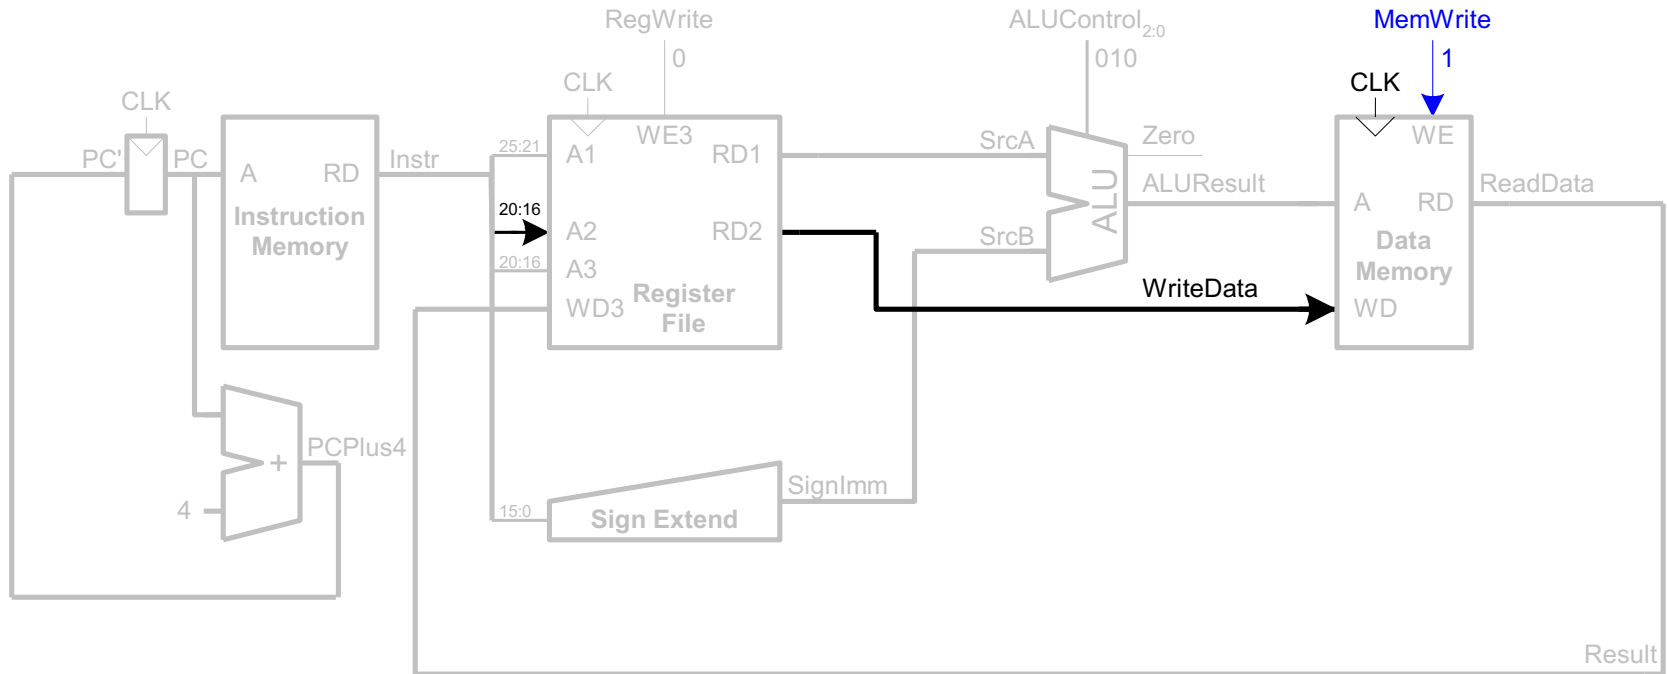 RegWrite
0
ALUControl2:0
010
MemWrite
1
CLK
CLK
CLK
PC'
PC
A
RD
Instruction
Memory
Instr
25:21
20:16
20:16
15:0
A1
A2
A3
WD3
WE3
RD1
RD2
Register
File
SrcA
SrcB
ALU
Zero
ALUResult
WriteData
WE
A
RD
Data
Memory
WD
ReadData
4
+
PCPlus4
Sign Extend
SignImm
Result